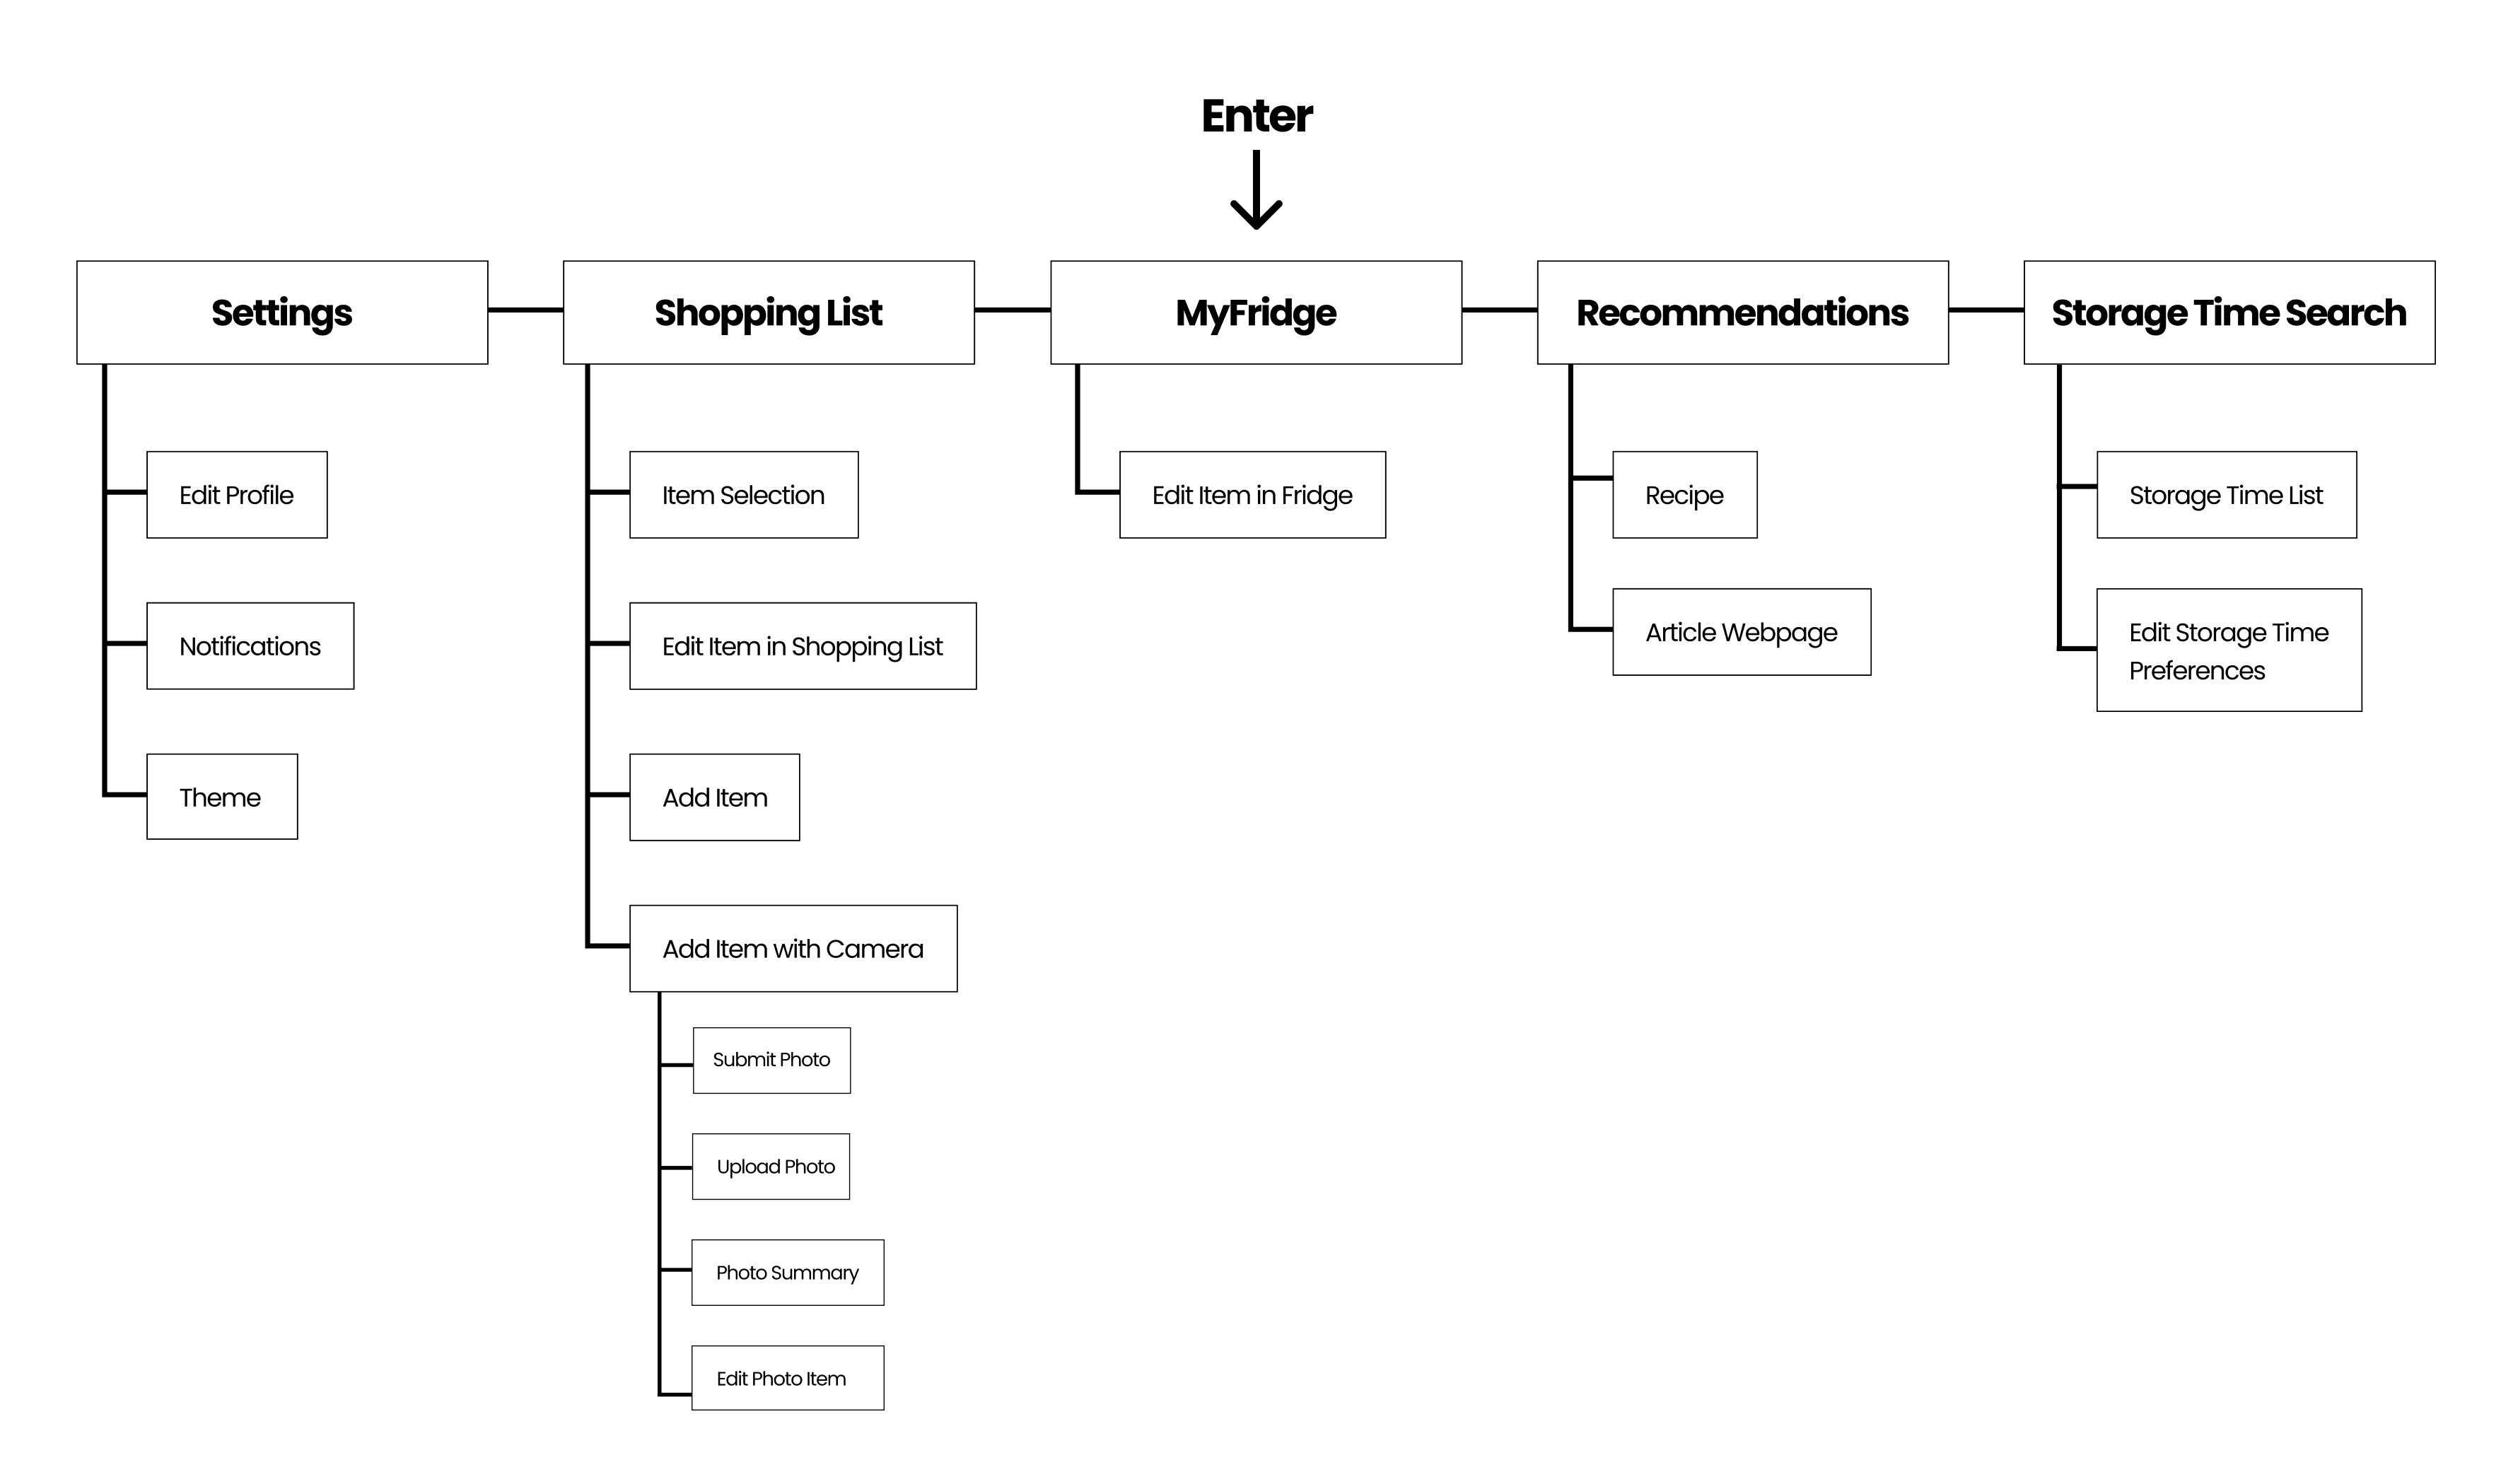 Enter
Settings
Shopping List
MyFridge
Recommendations
Storage Time Search
Edit Profile
Notifications
Theme
Item Selection
Edit Item in Shopping List
Add Item
Add Item with Camera
Submit Photo
Upload Photo
Photo Summary
Edit Photo Item
Edit Item in Fridge
Recipe
Article Webpage
Storage Time List
Edit Storage Time
Preferences